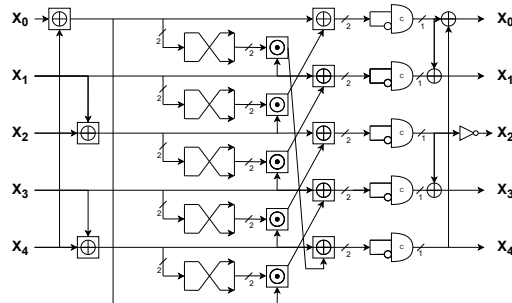 X0 2 2 2 C 1 X0
X1 2 2 2 C 1 X1
X2 2 2 2 C 1 X2
X3 2 2 2 C 1 X3
X4 2 2 2 C 1 X4